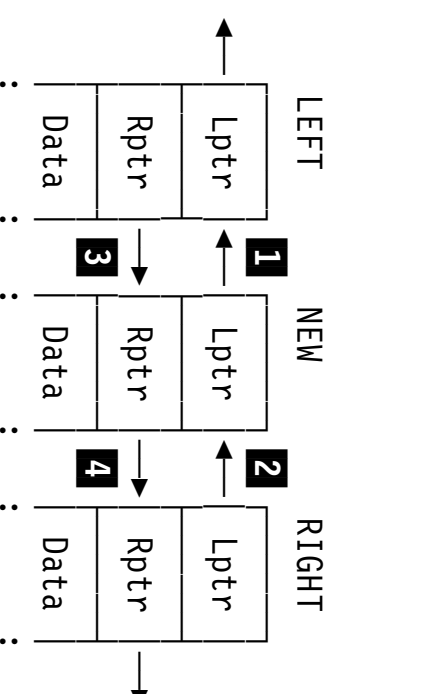 LEFT NEW RIGHT
1 2
Lptr Lptr Lptr
Rptr Rptr Rptr
3 4
Data Data Data